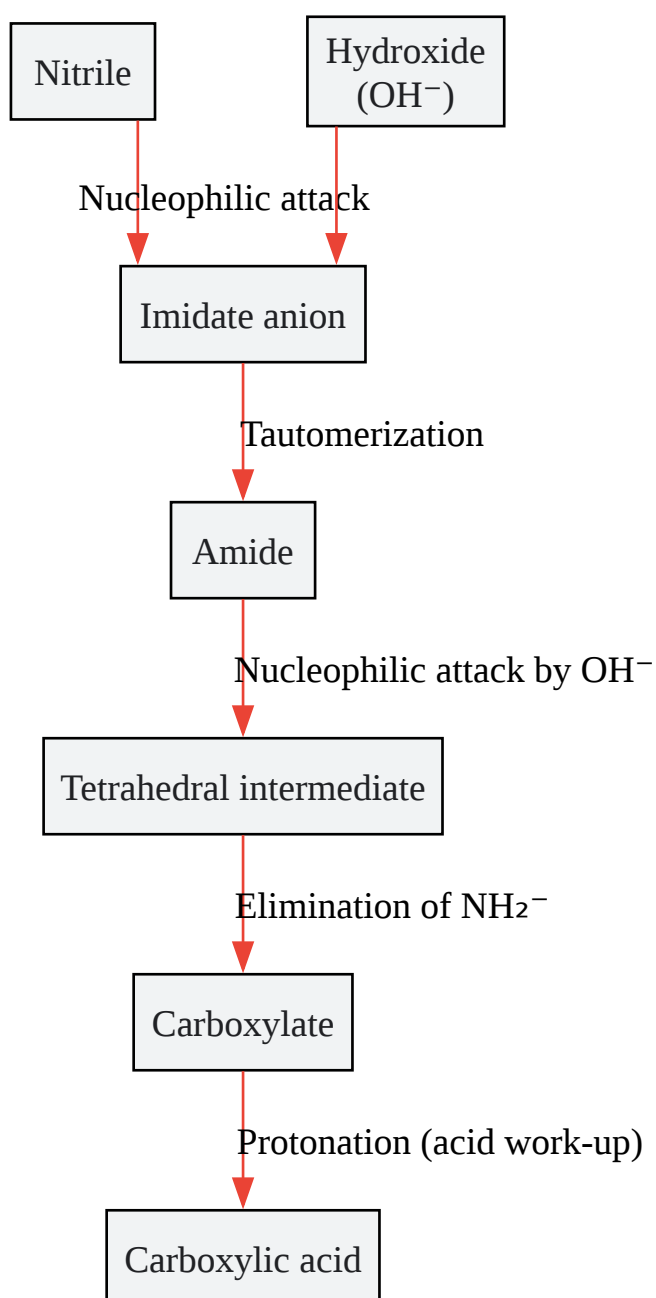 Nitrile
Hydroxide
(OH⁻)
Nucleophilic attack
Imidate anion
Tautomerization
Amide
Nucleophilic attack by OH⁻
Tetrahedral intermediate
Elimination of NH₂⁻
Carboxylate
Protonation (acid work-up)
Carboxylic acid